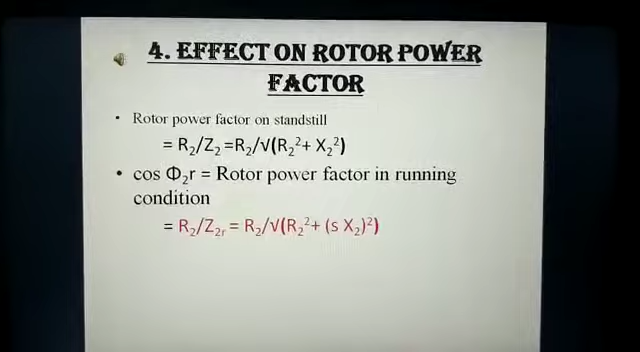 4. EFFECT ON ROTOR POWER
FACTOR
• Rotor power factor on standstill
= R₂/Z₂ =R₂/√(R₂²+ X₂²)
• cos Φ₂r = Rotor power factor in running
condition
= R₂/Z₂ᵣ = R₂/√(R₂²+ (s X₂)²)